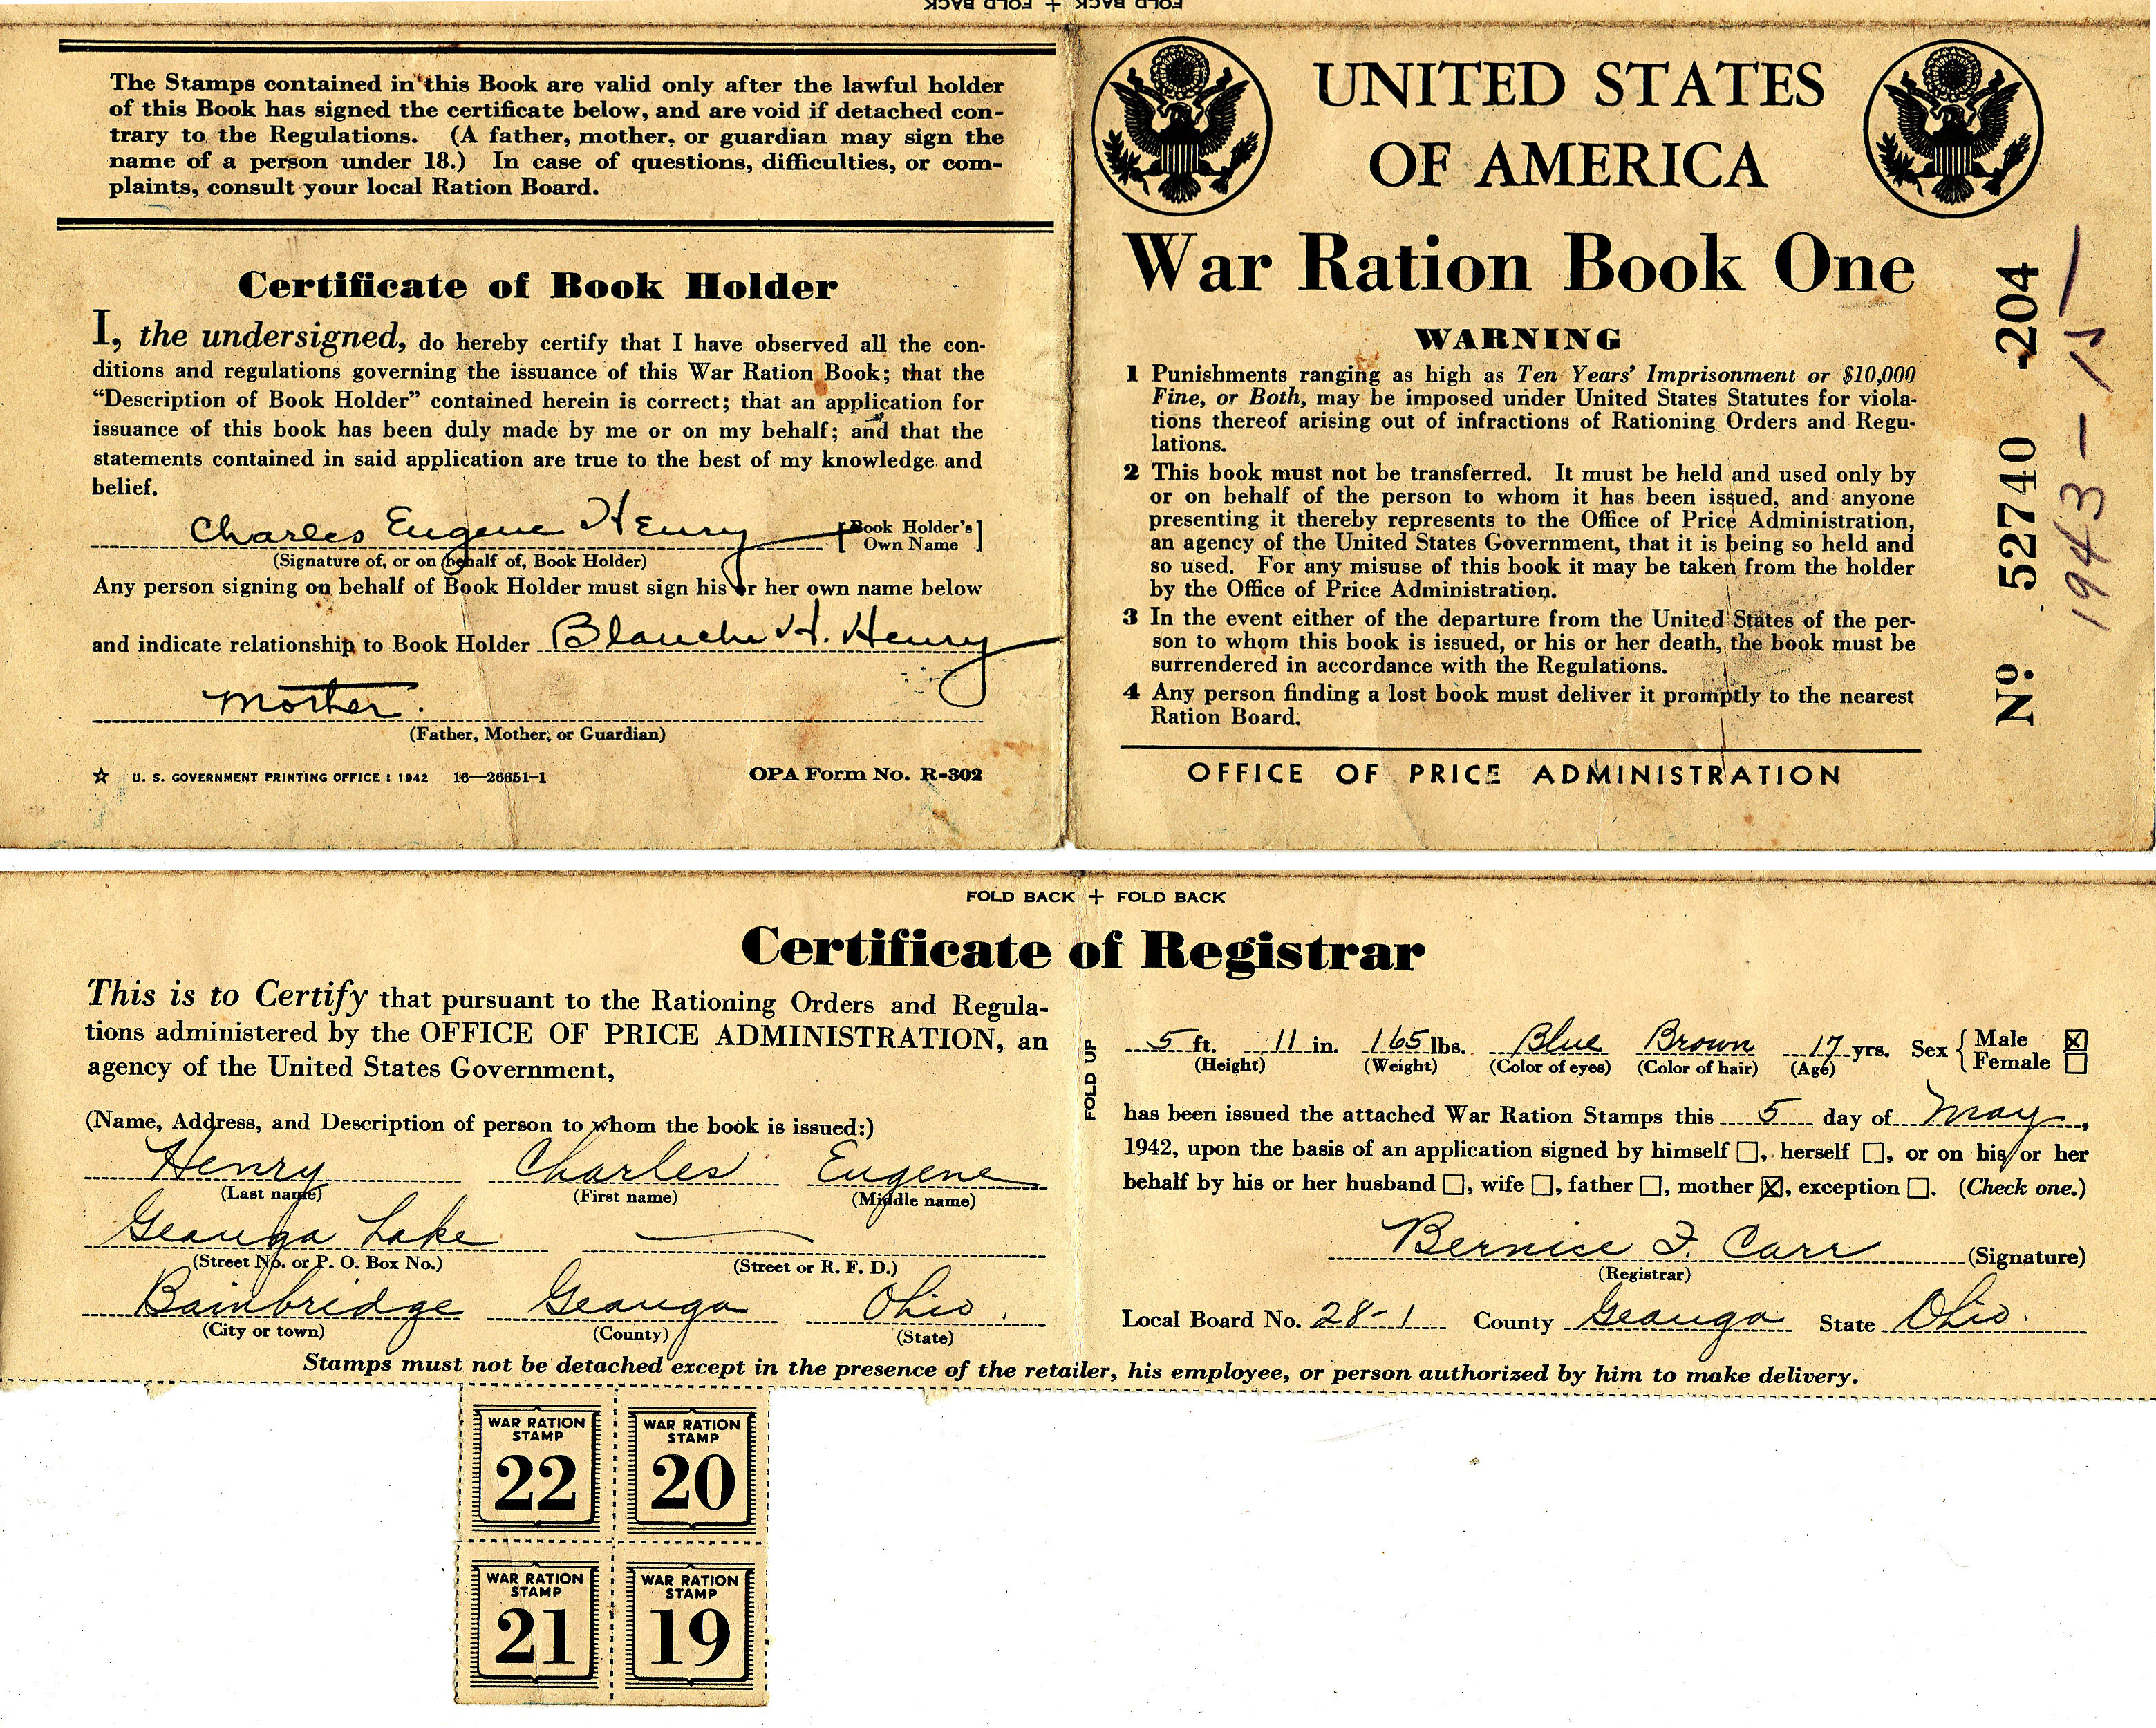 FOLD BACK + FOLD BACK
The Stamps contained in this Book are valid only after the lawful holder
of this Book has signed the certificate below, and are void if detached con-
trary to the Regulations. (A father, mother, or guardian may sign the
name of a person under 18.) In case of questions, difficulties, or com-
plaints, consult your local Ration Board.
Certificate of Book Holder
I, the undersigned, do hereby certify that I have observed all the con-
ditions and regulations governing the issuance of this War Ration Book; that the
“Description of Book Holder” contained herein is correct; that an application for
issuance of this book has been duly made by me or on my behalf; and that the
statements contained in said application are true to the best of my knowledge and
belief.
Charles Eugene Henry [Book Holder's Own Name]
(Signature of, or on behalf of, Book Holder)
Any person signing on behalf of Book Holder must sign his or her own name below
and indicate relationship to Book Holder Blanche H. Henry
Mother.
(Father, Mother, or Guardian)
☆ U. S. GOVERNMENT PRINTING OFFICE : 1942 16—26651-1 OPA Form No. R-302
UNITED STATES
OF AMERICA
War Ration Book One
WARNING
1 Punishments ranging as high as Ten Years' Imprisonment or $10,000
Fine, or Both, may be imposed under United States Statutes for viola-
tions thereof arising out of infractions of Rationing Orders and Regu-
lations.
2 This book must not be transferred. It must be held and used only by
or on behalf of the person to whom it has been issued, and anyone
presenting it thereby represents to the Office of Price Administration,
an agency of the United States Government, that it is being so held and
so used. For any misuse of this book it may be taken from the holder
by the Office of Price Administration.
3 In the event either of the departure from the United States of the per-
son to whom this book is issued, or his or her death, the book must be
surrendered in accordance with the Regulations.
4 Any person finding a lost book must deliver it promptly to the nearest
Ration Board.
OFFICE OF PRICE ADMINISTRATION
Nº 52740 -204
1943 - 15 -
FOLD BACK + FOLD BACK
Certificate of Registrar
This is to Certify that pursuant to the Rationing Orders and Regula-
tions administered by the OFFICE OF PRICE ADMINISTRATION, an
agency of the United States Government,
(Name, Address, and Description of person to whom the book is issued:)
Henry Charles Eugene
(Last name) (First name) (Middle name)
Geauga Lake
(Street No. or P. O. Box No.) (Street or R. F. D.)
Bainbridge Geauga Ohio.
(City or town) (County) (State)
FOLD UP
5 ft. 11 in. 165 lbs. Blue Brown 17 yrs. Sex { Male ☒
(Height) (Weight) (Color of eyes) (Color of hair) (Age) Female ☐
has been issued the attached War Ration Stamps this 5 day of May,
1942, upon the basis of an application signed by himself ☐, herself ☐, or on his/or her
behalf by his or her husband ☐, wife ☐, father ☐, mother ☒, exception ☐. (Check one.)
Bernice F. Carr (Signature)
(Registrar)
Local Board No. 28-1 County Geauga State Ohio.
Stamps must not be detached except in the presence of the retailer, his employee, or person authorized by him to make delivery.
WAR RATION
STAMP
22
WAR RATION
STAMP
20
WAR RATION
STAMP
21
WAR RATION
STAMP
19